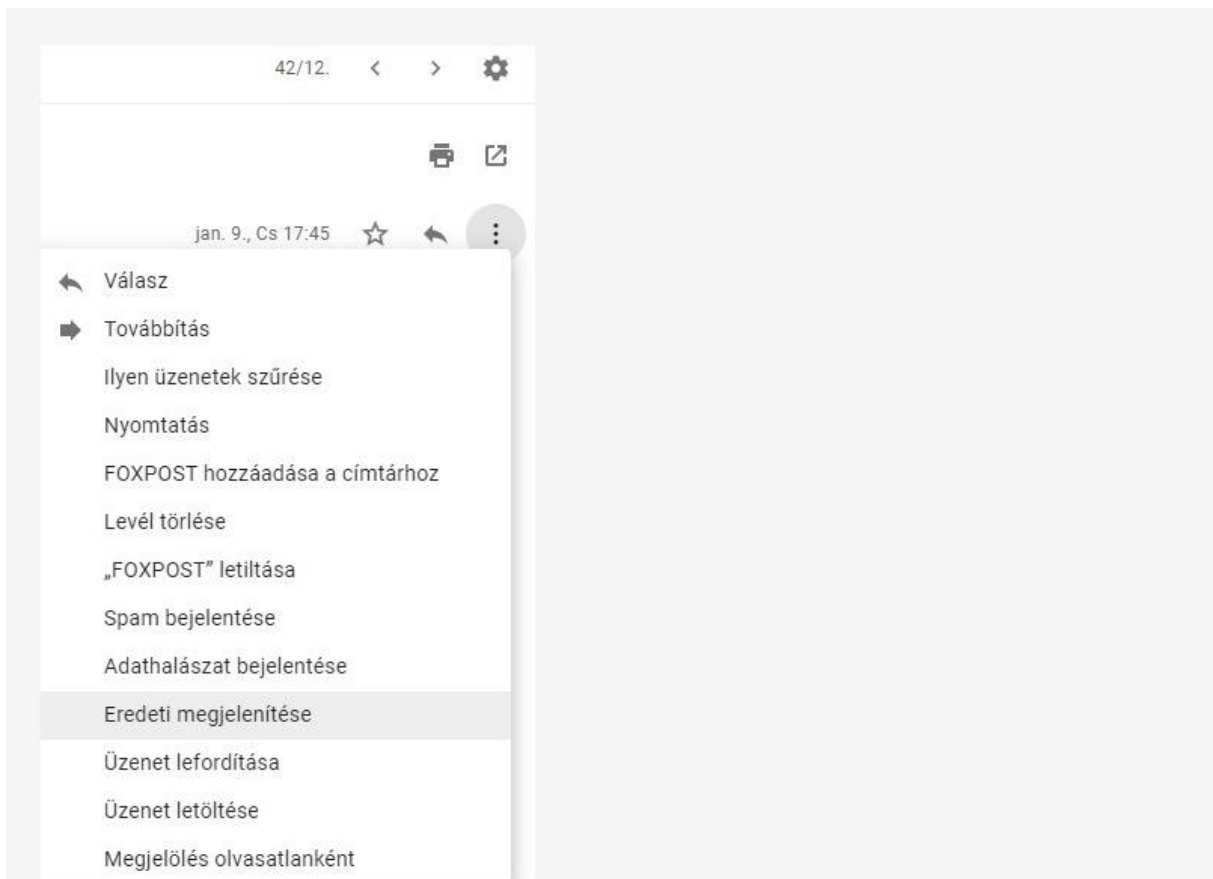 42/12.
jan. 9., Cs 17:45
Válasz
Továbbítás
Ilyen üzenetek szűrése
Nyomtatás
FOXPOST hozzáadása a címtárhoz
Levél törlése
„FOXPOST” letiltása
Spam bejelentése
Adathalászat bejelentése
Eredeti megjelenítése
Üzenet lefordítása
Üzenet letöltése
Megjelölés olvasatlanként